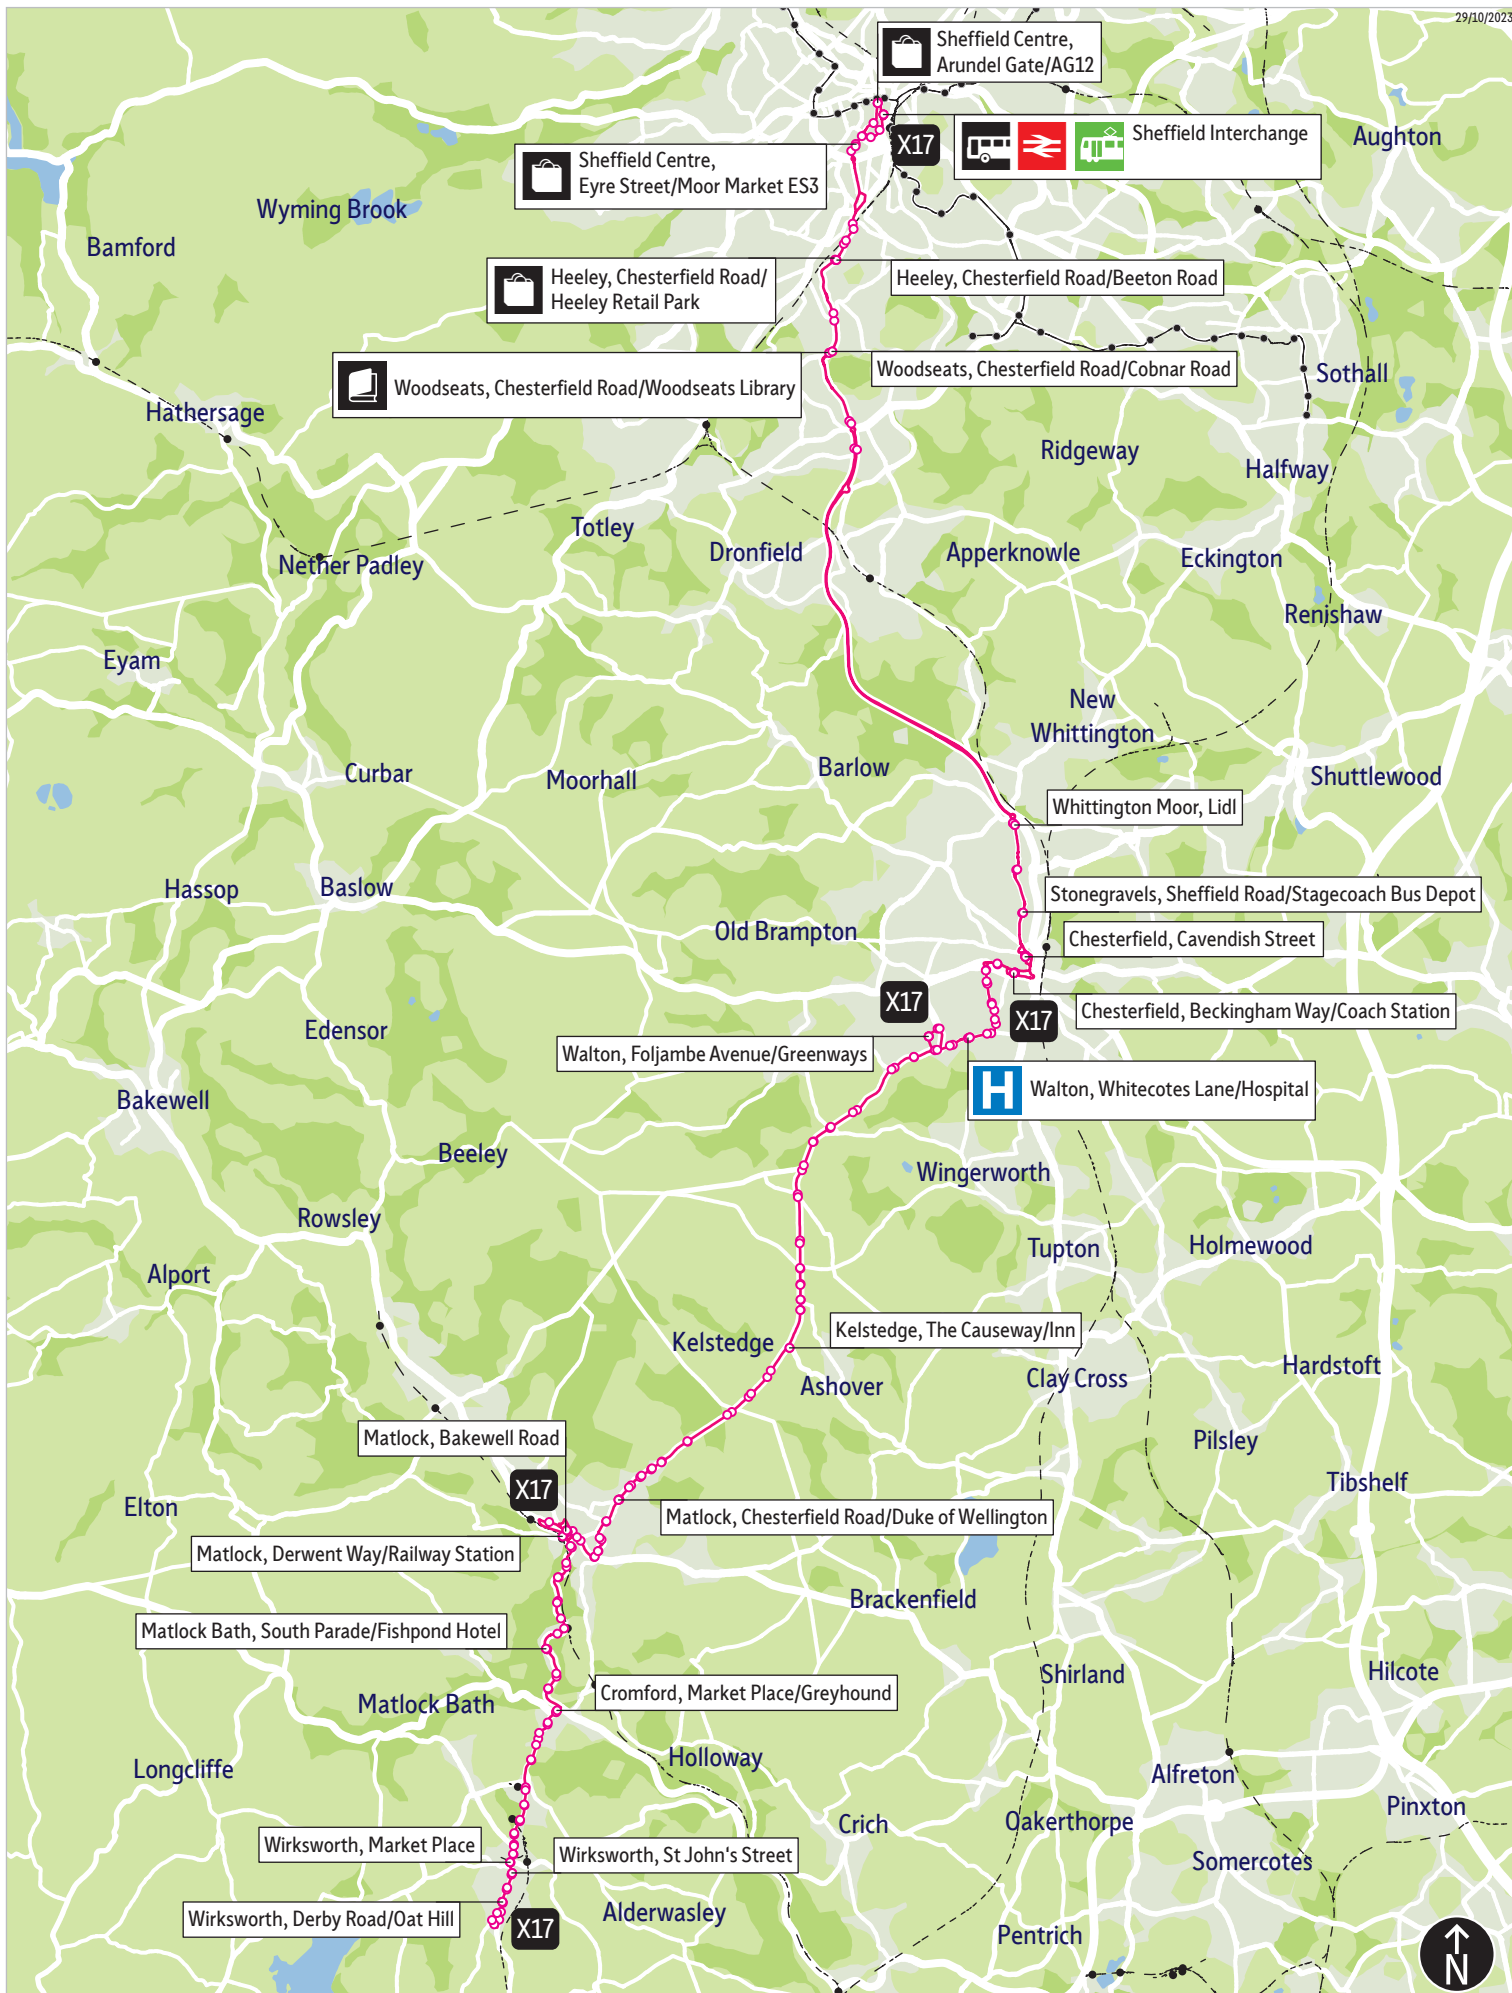 29/10/2023
Sheffield Centre,
Arundel Gate/AG12
X17
Sheffield Interchange
Aughton
Sheffield Centre,
Eyre Street/Moor Market ES3
Wyming Brook
Bamford
Heeley, Chesterfield Road/
Heeley Retail Park
Heeley, Chesterfield Road/Beeton Road
Woodseats, Chesterfield Road/Cobnar Road
Woodseats, Chesterfield Road/Woodseats Library
Sothall
Hathersage
Ridgeway
Halfway
Totley
Dronfield
Apperknowle
Eckington
Nether Padley
Renishaw
Eyam
New
Whittington
Curbar
Moorhall
Barlow
Shuttlewood
Whittington Moor, Lidl
Hassop
Baslow
Stonegravels, Sheffield Road/Stagecoach Bus Depot
Old Brampton
Chesterfield, Cavendish Street
X17
X17
Chesterfield, Beckingham Way/Coach Station
Edensor
Walton, Foljambe Avenue/Greenways
H
Walton, Whitecotes Lane/Hospital
Bakewell
Beeley
Wingerworth
Rowsley
Tupton
Holmewood
Alport
Kelstedge
Kelstedge, The Causeway/Inn
Ashover
Clay Cross
Hardstoft
Matlock, Bakewell Road
Pilsley
Tibshelf
X17
Elton
Matlock, Chesterfield Road/Duke of Wellington
Matlock, Derwent Way/Railway Station
Brackenfield
Matlock Bath, South Parade/Fishpond Hotel
Shirland
Hilcote
Cromford, Market Place/Greyhound
Matlock Bath
Holloway
Longcliffe
Alfreton
Crich
Oakerthorpe
Pinxton
Wirksworth, Market Place
Wirksworth, St John's Street
Somercotes
Wirksworth, Derby Road/Oat Hill
X17
Alderwasley
Pentrich
N